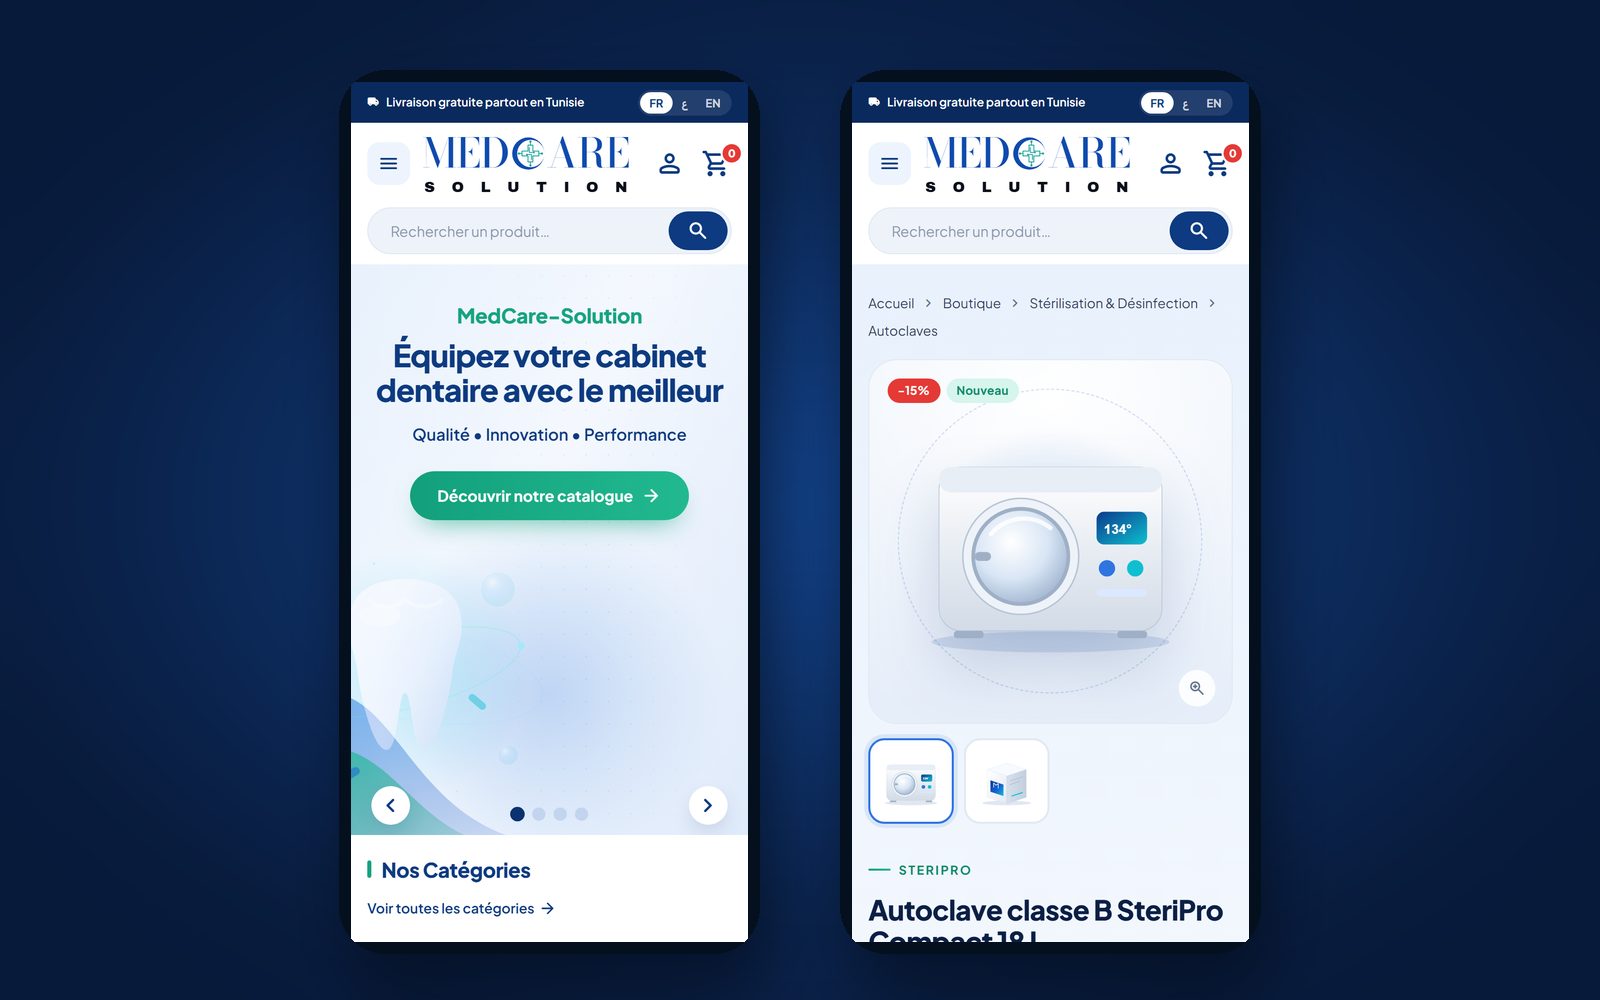 Livraison gratuite partout en Tunisie
FR ع EN
MEDCARE
SOLUTION
0
Rechercher un produit...
MedCare-Solution
Équipez votre cabinet
dentaire avec le meilleur
Qualité • Innovation • Performance
Découvrir notre catalogue
Nos Catégories
Voir toutes les catégories
Livraison gratuite partout en Tunisie
FR ع EN
MEDCARE
SOLUTION
0
Rechercher un produit...
Accueil > Boutique > Stérilisation & Désinfection >
Autoclaves
-15% Nouveau
134°
STERIPRO
Autoclave classe B SteriPro
Compact 18 L